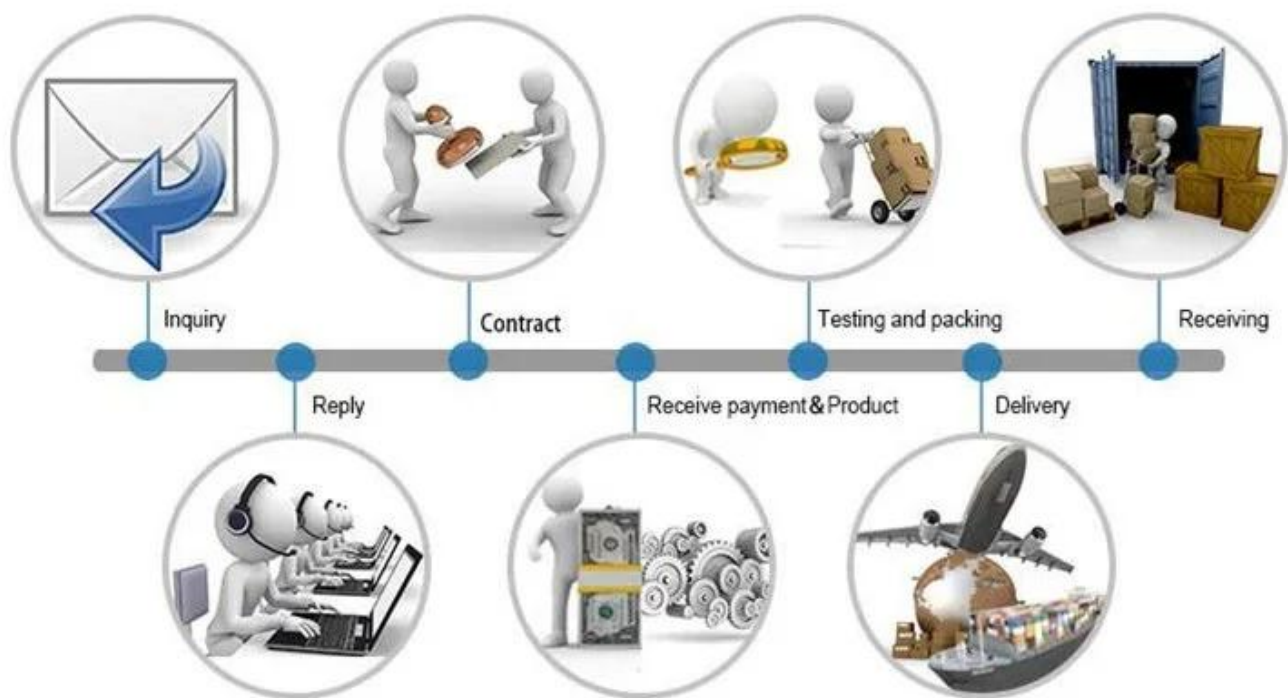 Inquiry
Reply
Contract
Receive payment & Product
Testing and packing
Delivery
Receiving